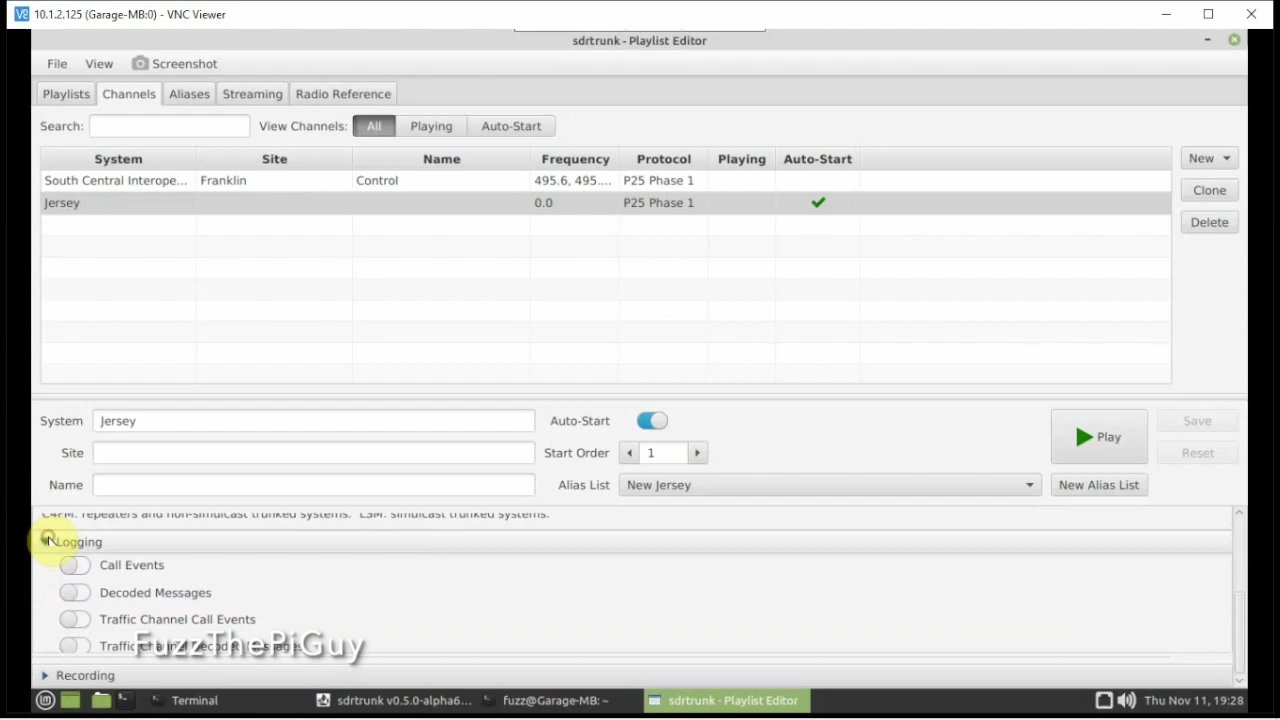 10.1.2.125 (Garage-MB:0) - VNC Viewer
sdrtrunk - Playlist Editor
File View Screenshot
Playlists Channels Aliases Streaming Radio Reference
Search: View Channels: All Playing Auto-Start
System Site Name Frequency Protocol Playing Auto-Start New
South Central Interope... Franklin Control 495.6, 495.... P25 Phase 1
Clone
Jersey 0.0 P25 Phase 1
Delete
System Jersey Auto-Start Play Save
Site Start Order 1 Reset
Name Alias List New Jersey New Alias List
C4FM: repeaters and non-simulcast trunked systems. LSM: simulcast trunked systems.
Logging
Call Events
Decoded Messages
Traffic Channel Call Events
Traffic Channel Decoded Messages
FuzzThePiGuy
Recording
Terminal sdrtrunk v0.5.0-alpha6... fuzz@Garage-MB: ~ sdrtrunk - Playlist Editor Thu Nov 11, 19:28